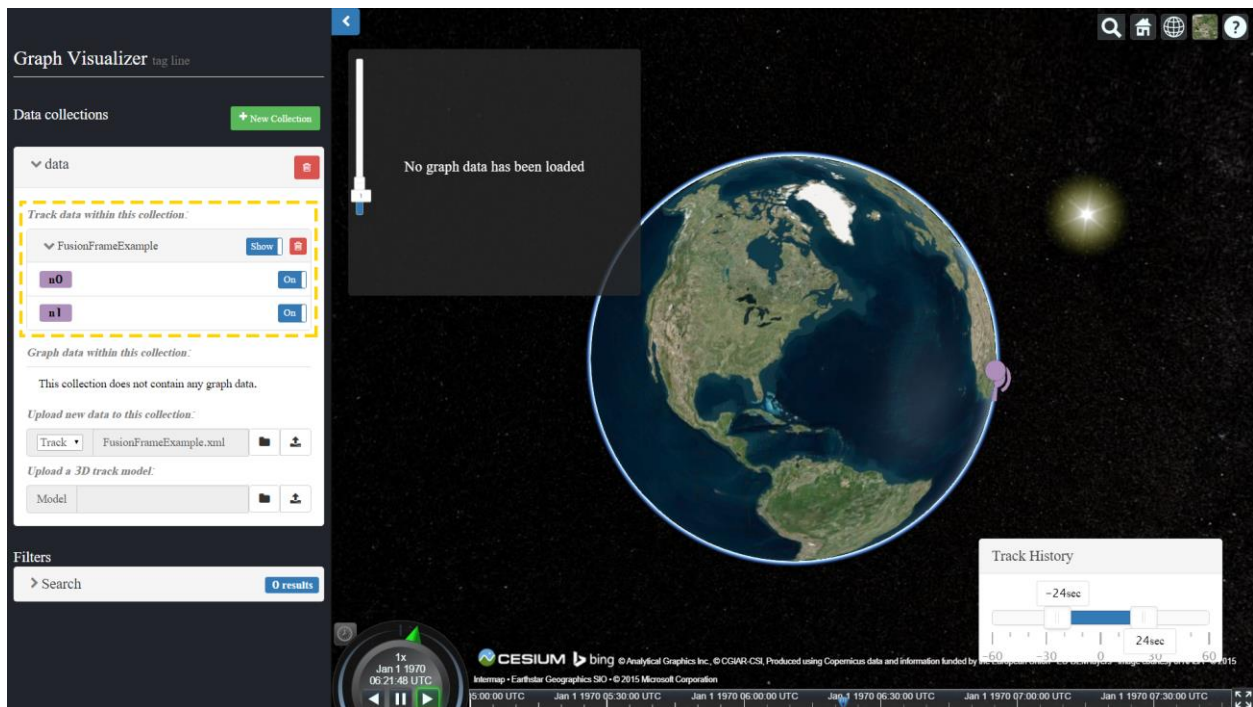 Graph Visualizer tag line
Data collections
New Collection
data
Track data within this collection:
FusionFrameExample
Show
n0
On
n1
On
Graph data within this collection:
This collection does not contain any graph data.
Upload new data to this collection:
Track
FusionFrameExample.xml
Upload a 3D track model:
Model
Filters
Search
0 results
No graph data has been loaded
1
?
Track History
-24sec
24sec
-60 -30 0 30 60
1x
Jan 1 1970
06:21:48 UTC
CESIUM bing © Analytical Graphics Inc., © CGIAR-CSI, Produced using Copernicus data and information funded by
Intermap • Earthstar Geographics SIO • © 2015 Microsoft Corporation
5:00:00 UTC Jan 1 1970 05:30:00 UTC Jan 1 1970 06:00:00 UTC Jan 1 1970 06:30:00 UTC Jan 1 1970 07:00:00 UTC Jan 1 1970 07:30:00 UTC